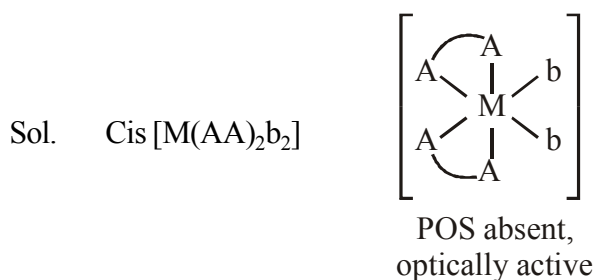 Sol. Cis [M(AA)₂b₂]
A
A b
M
A b
A
POS absent,
optically active